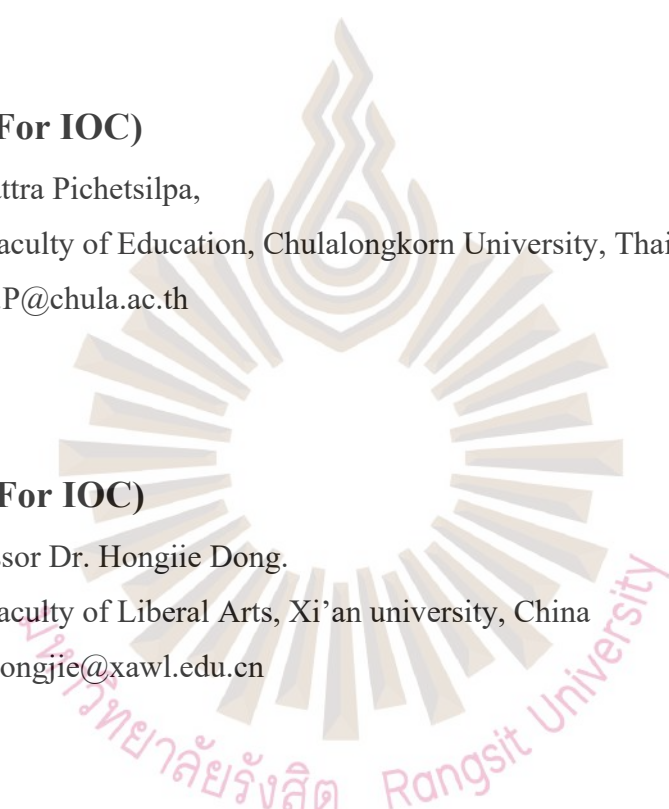 For IOC)
ttra Pichetsilpa,
aculty of Education, Chulalongkorn University, Thai
.P@chula.ac.th
For IOC)
sor Dr. Hongiie Dong.
aculty of Liberal Arts, Xi’an university, China
ongjie@xawl.edu.cn
มหาวิทยาลัยรังสิต Rangsit University